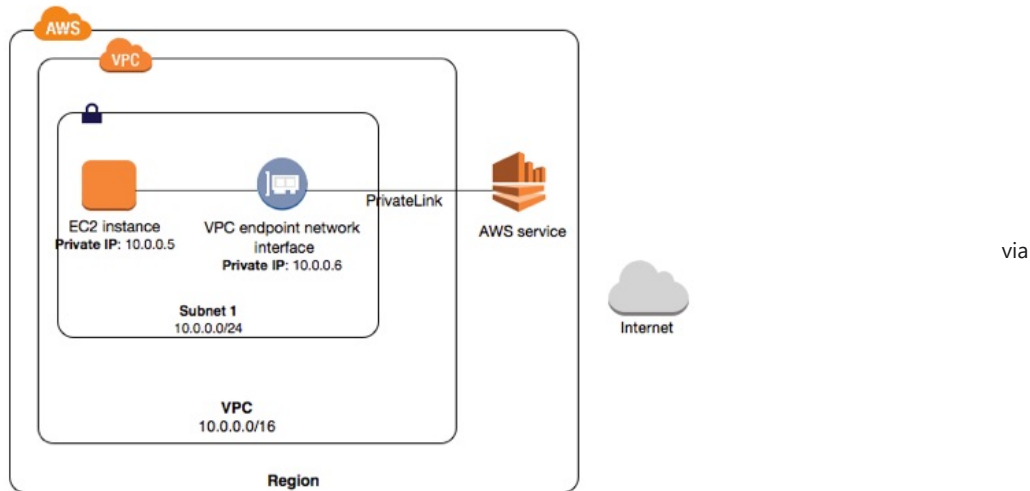 AWS
VPC
EC2 instance
Private IP: 10.0.0.5
VPC endpoint network
interface
Private IP: 10.0.0.6
PrivateLink
AWS service
via
Internet
Subnet 1
10.0.0.0/24
VPC
10.0.0.0/16
Region